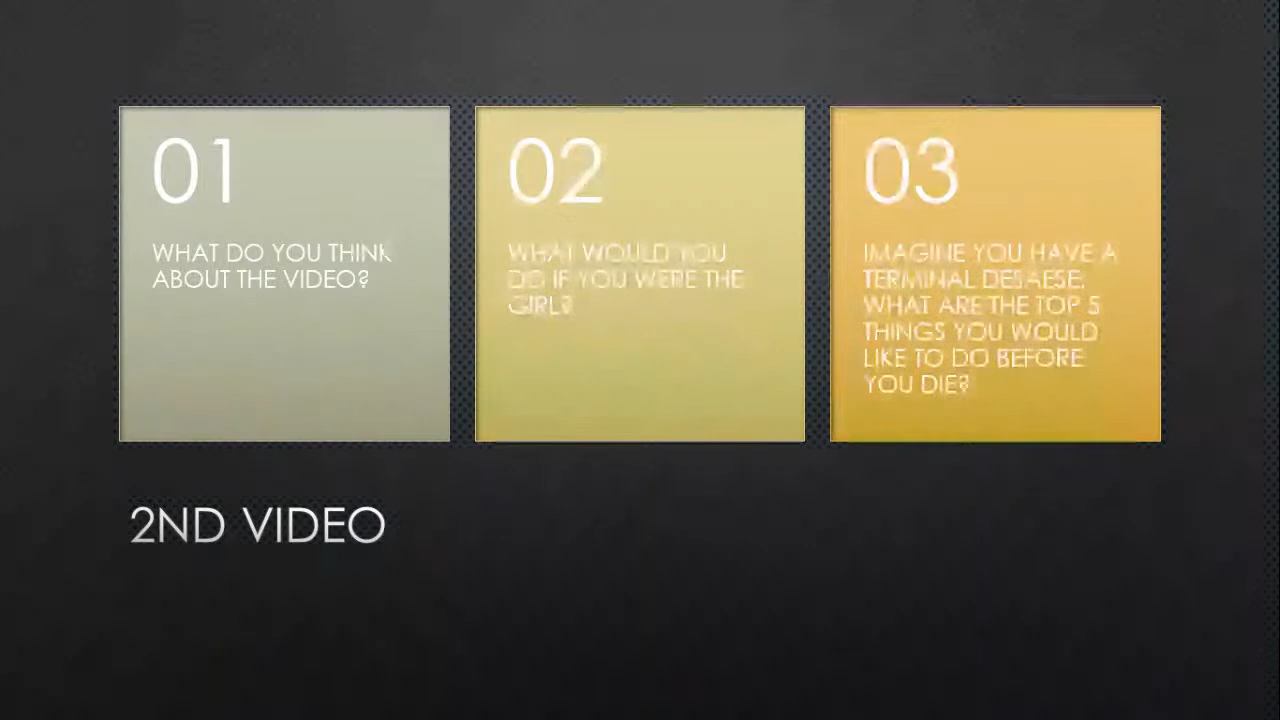 01
WHAT DO YOU THINK
ABOUT THE VIDEO?
02
WHAT WOULD YOU
DO IF YOU WERE THE
GIRL?
03
IMAGINE YOU HAVE A
TERMINAL DESAESE.
WHAT ARE THE TOP 5
THINGS YOU WOULD
LIKE TO DO BEFORE
YOU DIE?
2ND VIDEO